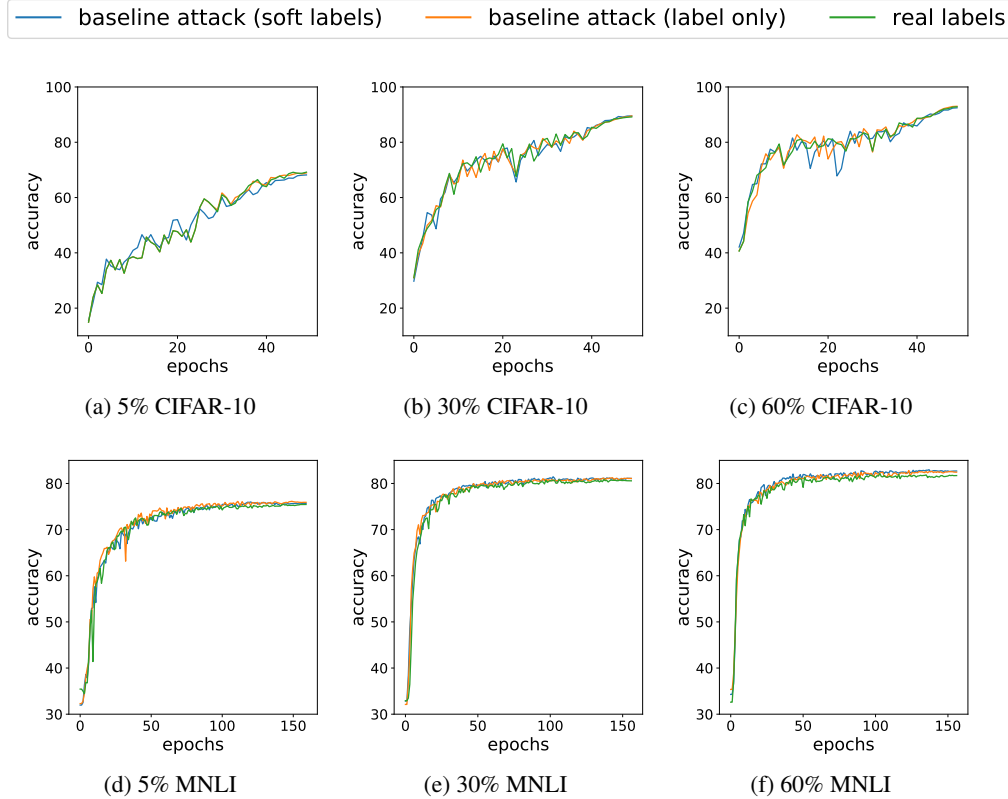 baseline attack (soft labels) baseline attack (label only) real labels
100
80
60
40
20
accuracy
0 20 40
epochs
(a) 5% CIFAR-10
100
80
60
40
20
accuracy
0 20 40
epochs
(b) 30% CIFAR-10
100
80
60
40
20
accuracy
0 20 40
epochs
(c) 60% CIFAR-10
80
70
60
50
40
30
accuracy
0 50 100 150
epochs
(d) 5% MNLI
80
70
60
50
40
30
accuracy
0 50 100 150
epochs
(e) 30% MNLI
80
70
60
50
40
30
accuracy
0 50 100 150
epochs
(f) 60% MNLI